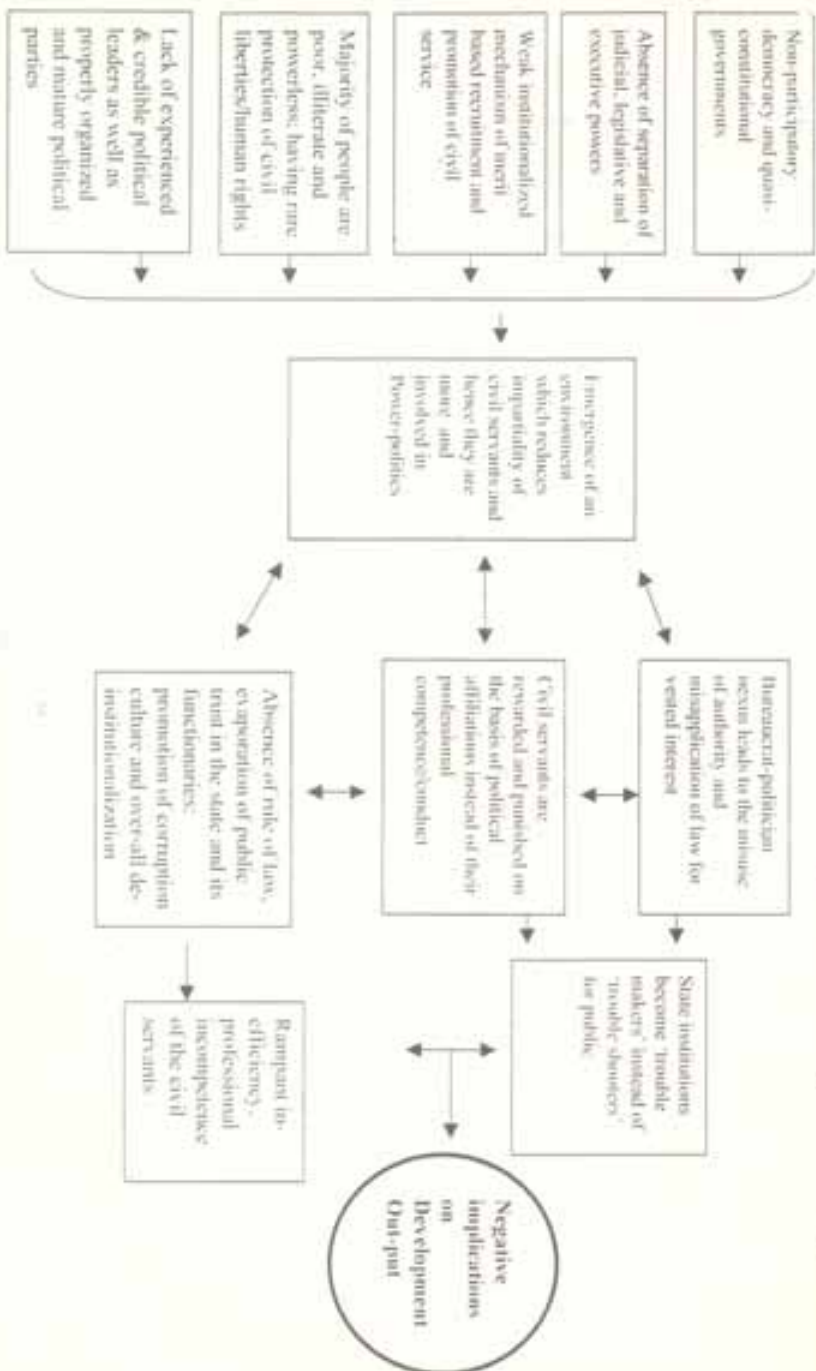 Non-participatory
democracy and quasi-
constitutional
governments
Absence of separation of
judicial, legislative and
executive powers
Weak institutionalized
mechanism of merit
based recruitment and
promotion of civil
service
Majority of people are
poor, illiterate and
powerless; having rare
protection of civil
liberties/human rights
Lack of experienced
& credible political
leaders as well as
properly organized
and mature political
parties
Emergence of an
environment
which reduces
impartiality of
civil servants and
hence they are
more and
involved in
Power-politics
Bureaucrat-politician
nexus leads to the misuse
of authority and
misapplication of law for
vested interest
Civil servants are
rewarded and punished on
the basis of political
affiliations instead of their
professional
competence/conduct
Absence of rule of law,
evaporation of public
trust in the state and its
functionaries;
promotion of corruption
culture and over-all de-
institutionalization
State institutions
become 'trouble
makers' instead of
'trouble shooters'
for public
Rampant in-
efficiency,
professional
incompetence
of the civil
servants
Negative
implications
on
Development
Out-put